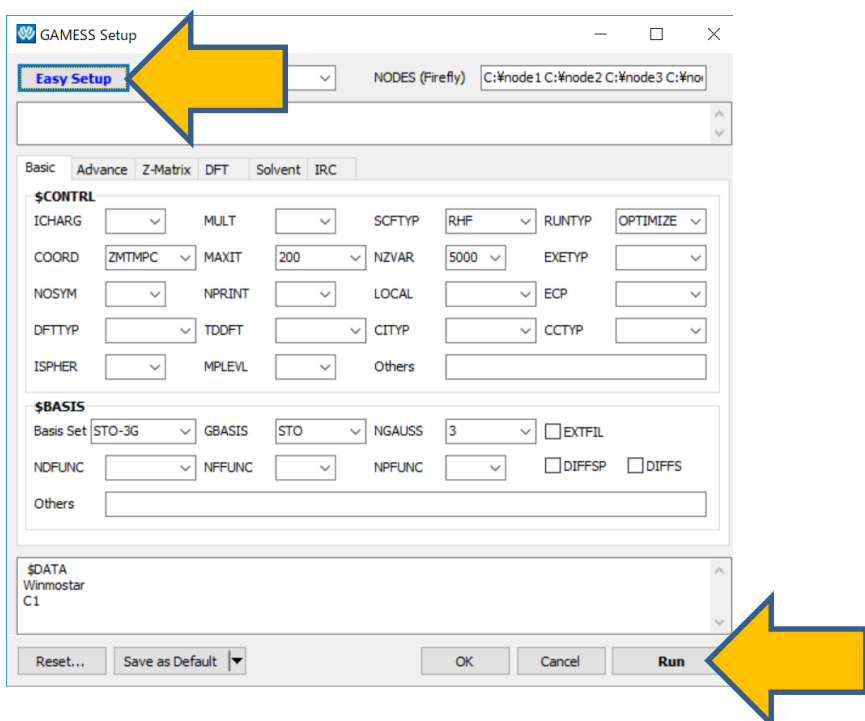 GAMESS Setup
Easy Setup NODES (Firefly) C:¥node1 C:¥node2 C:¥node3 C:¥no
Basic Advance Z-Matrix DFT Solvent IRC
$CONTRL
ICHARG MULT SCFTYP RHF RUNTYP OPTIMIZE
COORD ZMTMPC MAXIT 200 NZVAR 5000 EXETYP
NOSYM NPRINT LOCAL ECP
DFTTYP TDDFT CITYP CCTYP
ISPHER MPLEVL Others
$BASIS
Basis Set STO-3G GBASIS STO NGAUSS 3 EXTFIL
NDFUNC NFFUNC NPFUNC DIFFSP DIFFS
Others
$DATA
Winmostar
C1
Reset... Save as Default OK Cancel Run